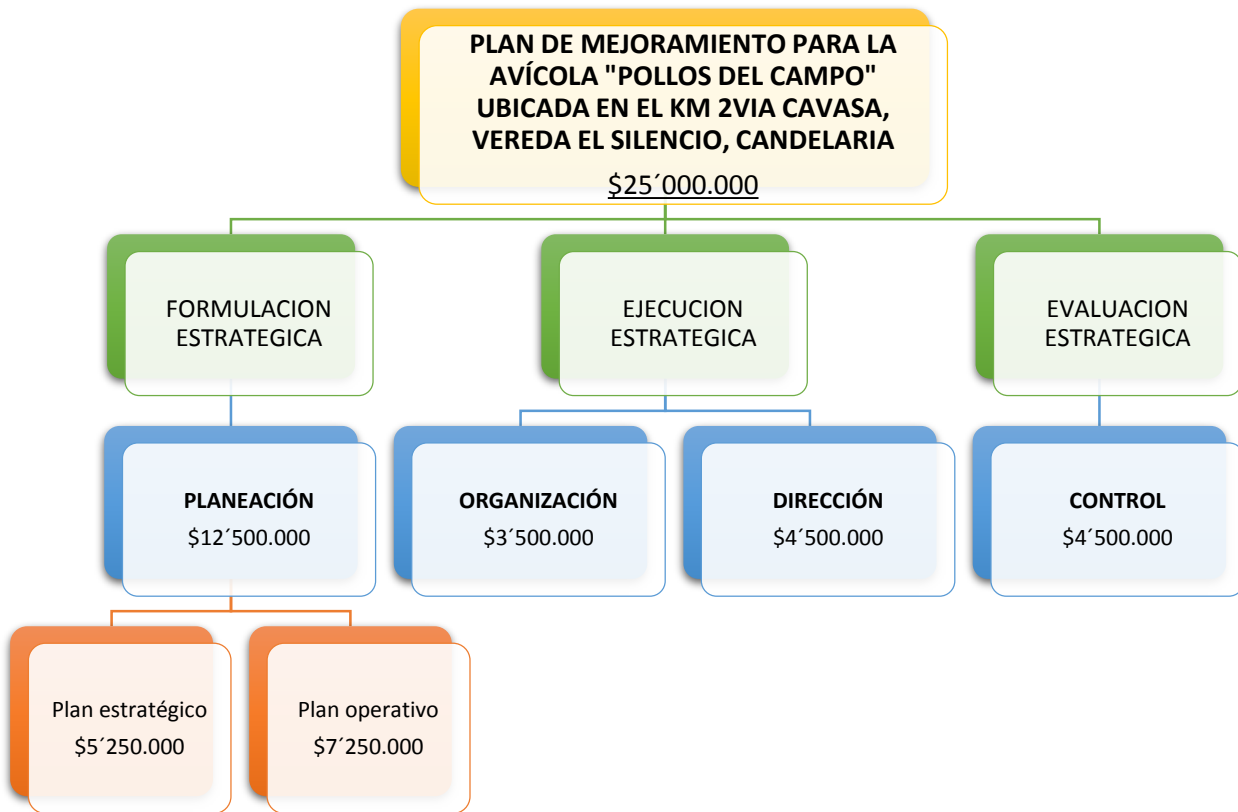 PLAN DE MEJORAMIENTO PARA LA
AVÍCOLA "POLLOS DEL CAMPO"
UBICADA EN EL KM 2VIA CAVASA,
VEREDA EL SILENCIO, CANDELARIA
$25´000.000
FORMULACION
ESTRATEGICA
EJECUCION
ESTRATEGICA
EVALUACION
ESTRATEGICA
PLANEACIÓN
$12´500.000
ORGANIZACIÓN
$3´500.000
DIRECCIÓN
$4´500.000
CONTROL
$4´500.000
Plan estratégico
$5´250.000
Plan operativo
$7´250.000